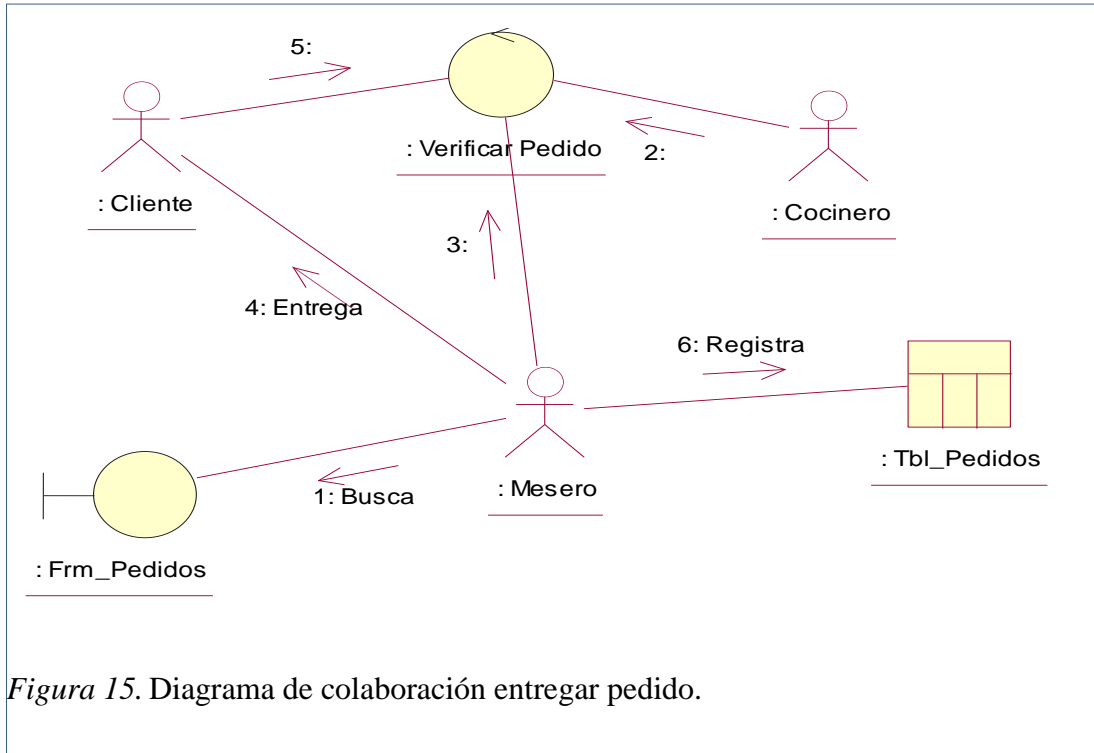 5:
: Verificar Pedido
2:
: Cliente
: Cocinero
3:
4: Entrega
6: Registra
: Tbl_Pedidos
1: Busca
: Mesero
: Frm_Pedidos
Figura 15. Diagrama de colaboración entregar pedido.